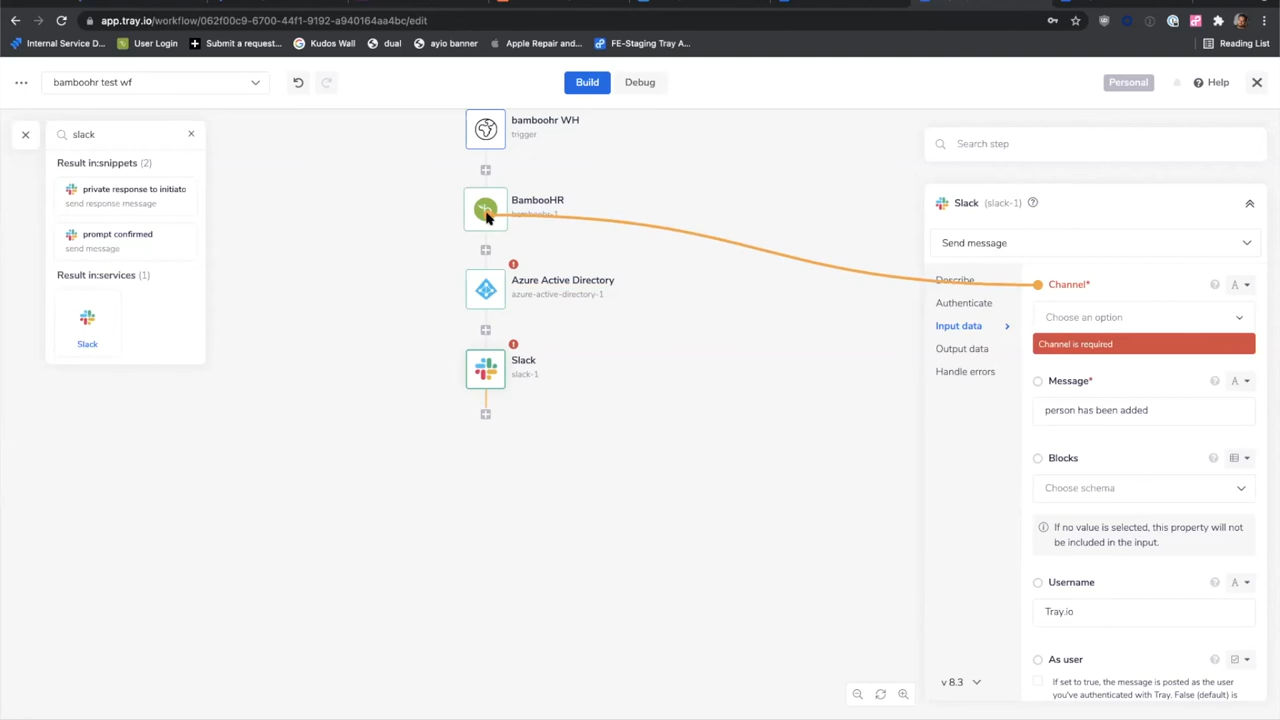 app.tray.io/workflow/062f00c9-6700-44f1-9192-a940164aa4bc/edit
Internal Service D...
User Login
Submit a request...
Kudos Wall
dual
ayio banner
Apple Repair and...
FE-Staging Tray A...
Reading List
bamboohr test wf
Build
Debug
Personal
Help
slack
Result in:snippets (2)
private response to initiato
send response message
prompt confirmed
send message
Result in:services (1)
Slack
bamboohr WH
trigger
BambooHR
bamboohr-1
Azure Active Directory
azure-active-directory-1
Slack
slack-1
Search step
Slack (slack-1)
Send message
Describe
Authenticate
Input data
Output data
Handle errors
Channel*
A
Choose an option
Channel is required
Message*
A
person has been added
Blocks
Choose schema
If no value is selected, this property will not
be included in the input.
Username
A
Tray.io
As user
If set to true, the message is posted as the user
you've authenticated with Tray. False (default) is
v 8.3